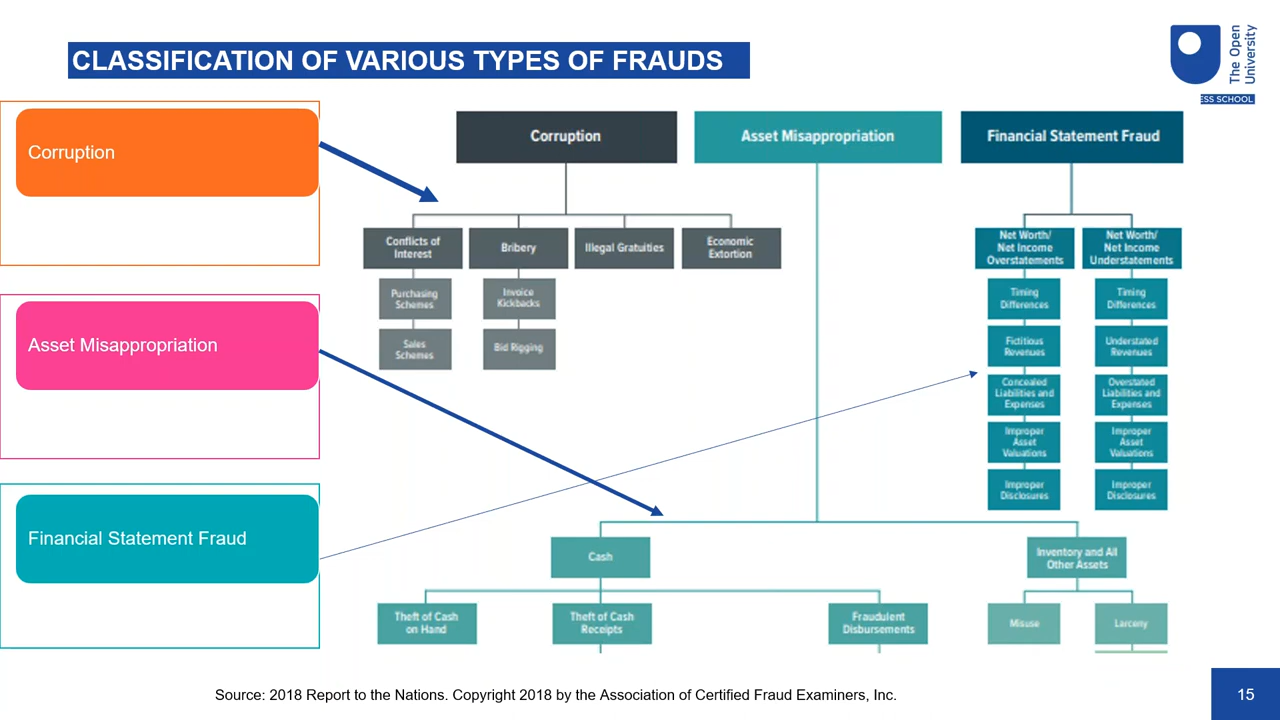 CLASSIFICATION OF VARIOUS TYPES OF FRAUDS
The Open
University
ESS SCHOOL
Corruption
Asset Misappropriation
Financial Statement Fraud
Corruption
Conflicts of
Interest
Purchasing
Schemes
Sales
Schemes
Bribery
Invoice
Kickbacks
Bid Rigging
Illegal Gratuities
Economic
Extortion
Asset Misappropriation
Cash
Theft of Cash
on Hand
Theft of Cash
Receipts
Fraudulent
Disbursements
Inventory and All
Other Assets
Misuse
Larceny
Financial Statement Fraud
Net Worth/
Net Income
Overstatements
Timing
Differences
Fictitious
Revenues
Concealed
Liabilities and
Expenses
Improper
Asset
Valuations
Improper
Disclosures
Net Worth/
Net Income
Understatements
Timing
Differences
Understated
Revenues
Overstated
Liabilities and
Expenses
Improper
Asset
Valuations
Improper
Disclosures
Source: 2018 Report to the Nations. Copyright 2018 by the Association of Certified Fraud Examiners, Inc.
15